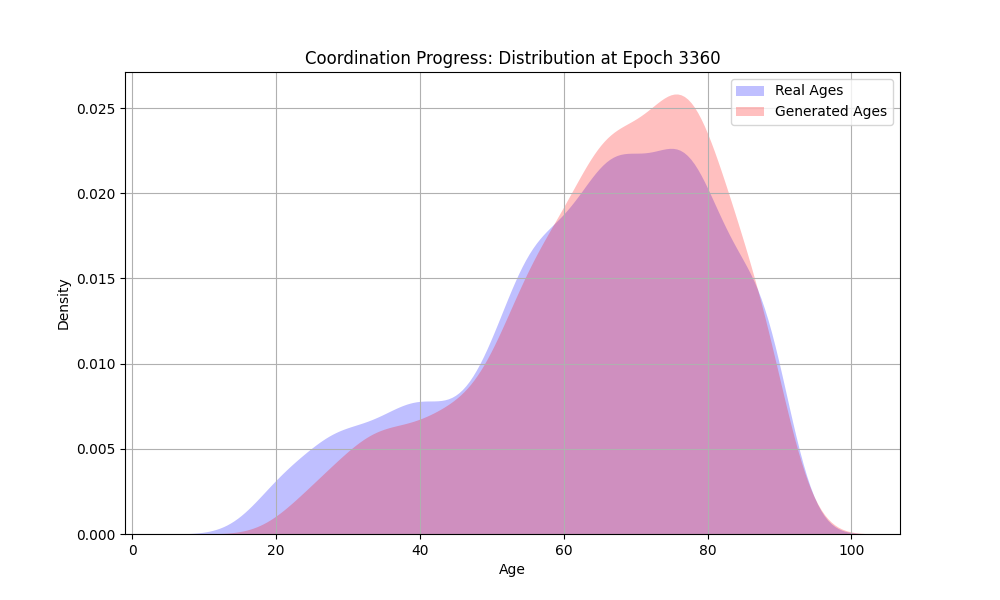 Coordination Progress: Distribution at Epoch 3360
Real Ages
Generated Ages
0.025
0.020
0.015
0.010
0.005
0.000
Density
0 20 40 60 80 100
Age